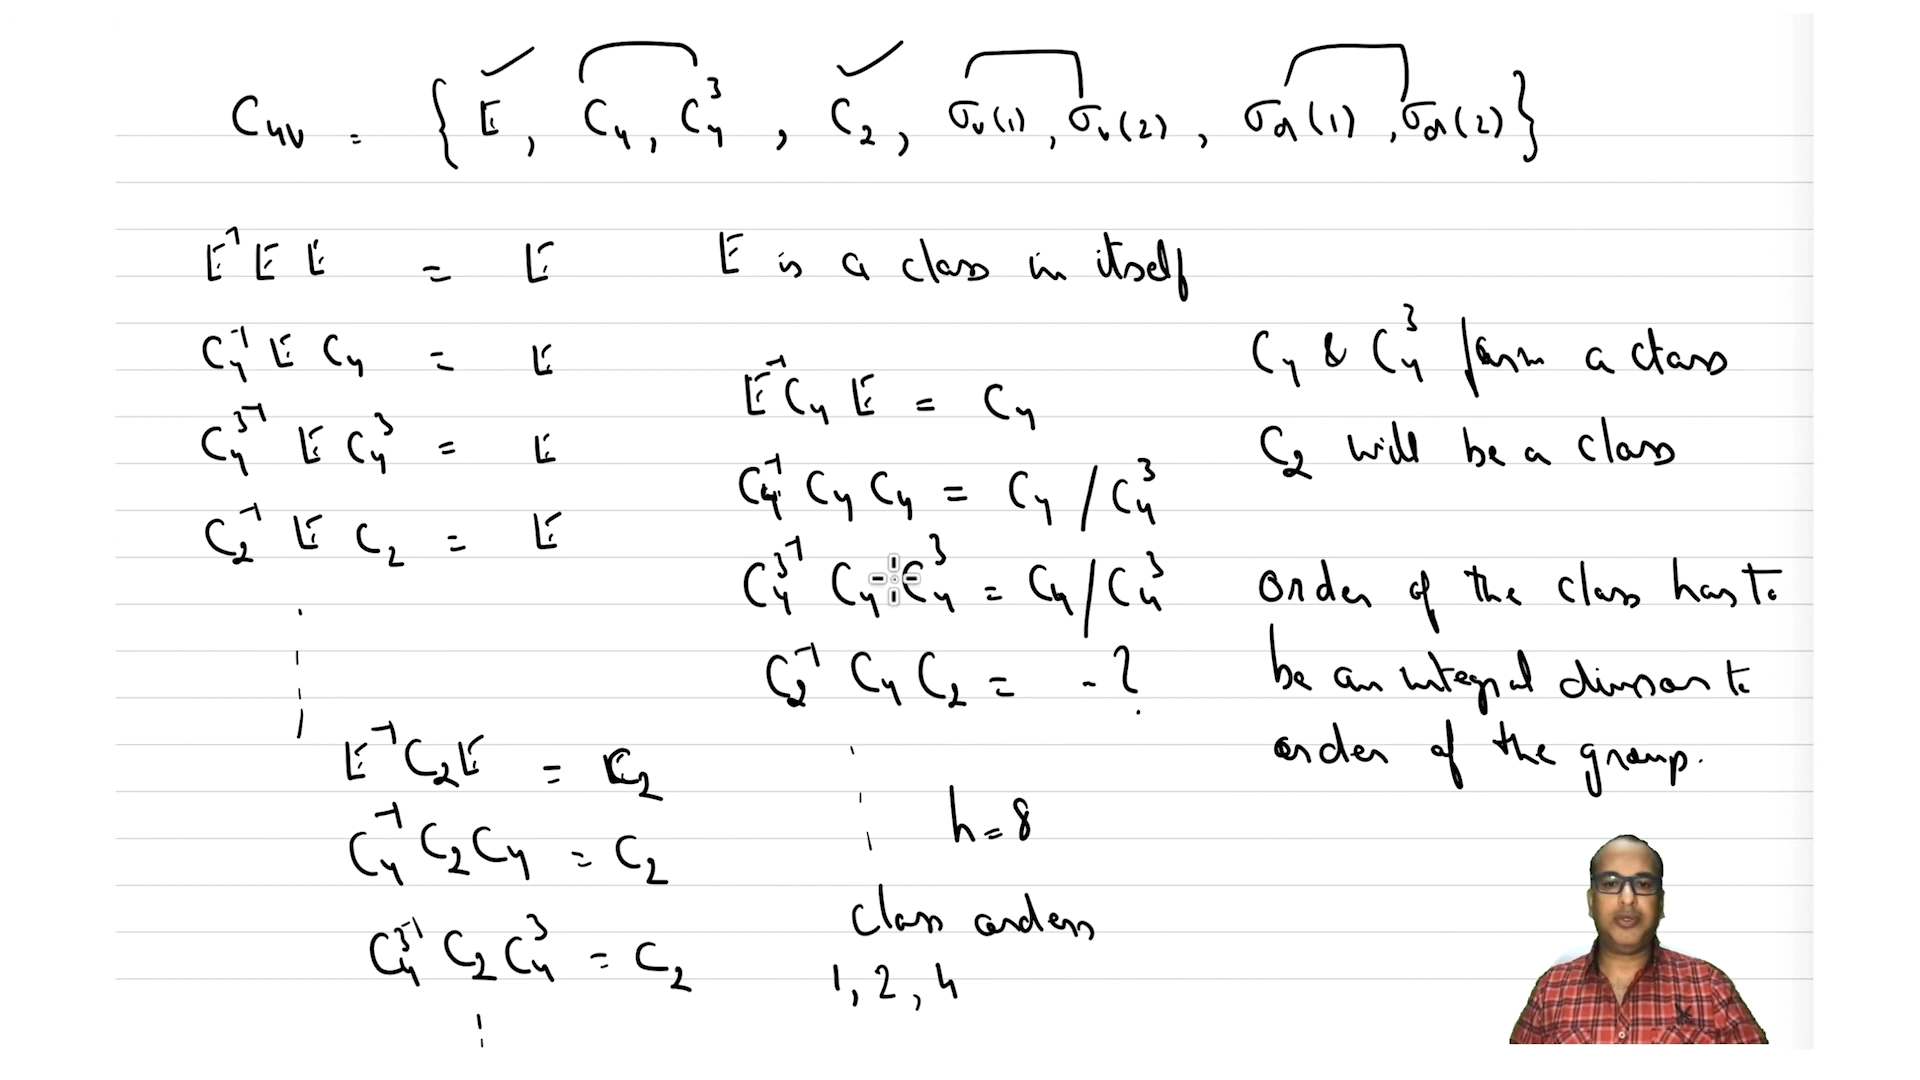 C₄ᵥ = { E, C₄, C₄³, C₂, σᵥ(1), σᵥ(2), σd(1), σd(2) }
E⁻¹ E E = E
E is a class in itself
C₄⁻¹ E C₄ = E
C₄³⁻¹ E C₄³ = E
C₂⁻¹ E C₂ = E
E⁻¹ C₄ E = C₄
C₄⁻¹ C₄ C₄ = C₄ / C₄³
C₄³⁻¹ C₄ C₄³ = C₄ / C₄³
C₂⁻¹ C₄ C₂ = - ?
C₄ & C₄³ form a class
C₂ will be a class
order of the class has to
be an integral divisor to
order of the group.
E⁻¹ C₂ E = C₂
C₄⁻¹ C₂ C₄ = C₂
C₄³⁻¹ C₂ C₄³ = C₂
h = 8
class orders
1, 2, 4